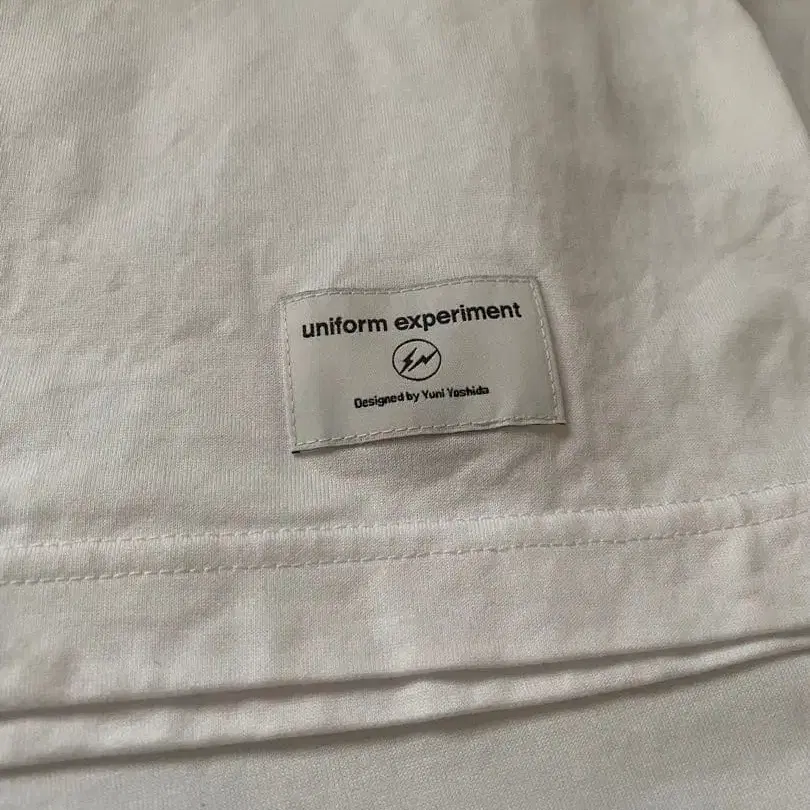 uniform experiment
Designed by Yuni Yoshida